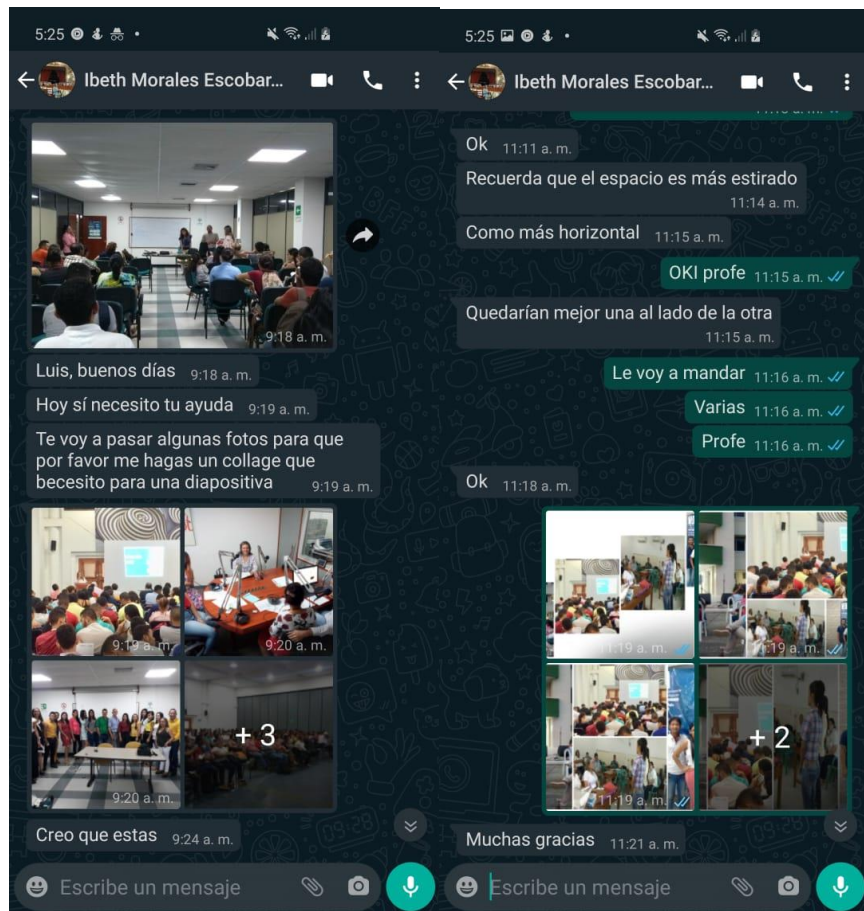 5:25
Ibeth Morales Escobar...
9:18 a. m.
Luis, buenos días 9:18 a. m.
Hoy sí necesito tu ayuda 9:19 a. m.
Te voy a pasar algunas fotos para que
por favor me hagas un collage que
becesito para una diapositiva 9:19 a. m.
9:19 a. m.
9:20 a. m.
9:20 a. m.
+ 3
Creo que estas 9:24 a. m.
Escribe un mensaje
5:25
Ibeth Morales Escobar...
Ok 11:11 a. m.
Recuerda que el espacio es más estirado
11:14 a. m.
Como más horizontal 11:15 a. m.
OKI profe 11:15 a. m.
Quedarían mejor una al lado de la otra
11:15 a. m.
Le voy a mandar 11:16 a. m.
Varias 11:16 a. m.
Profe 11:16 a. m.
Ok 11:18 a. m.
11:19 a. m.
11:19 a. m.
11:19 a. m.
+ 2
Muchas gracias 11:21 a. m.
Escribe un mensaje